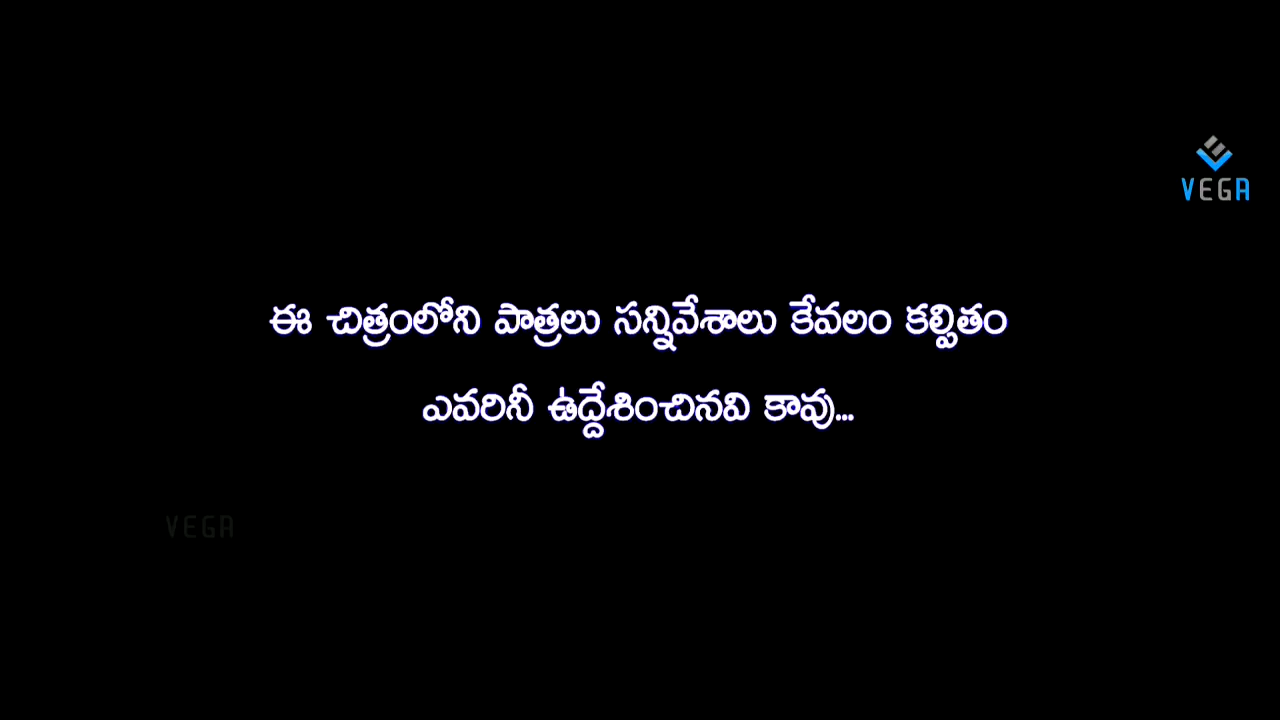 VEGA
ఈ చిత్రంలోని పాత్రలు సన్నివేశాలు కేవలం కల్పితం
ఎవరినీ ఉద్దేశించినవి కావు...
VEGA